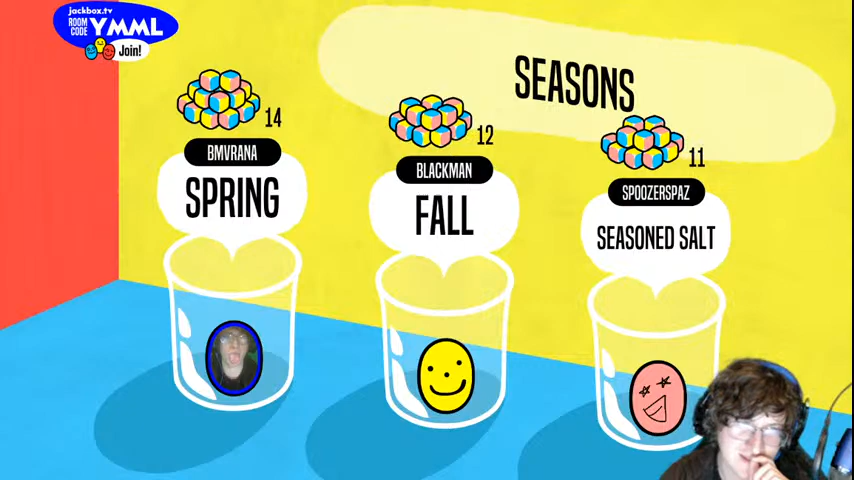 jackbox.tv
ROOM CODE YMML
Join!
SEASONS
14
BMVRANA
SPRING
12
BLACKMAN
FALL
11
SPOOZERSPAZ
SEASONED SALT